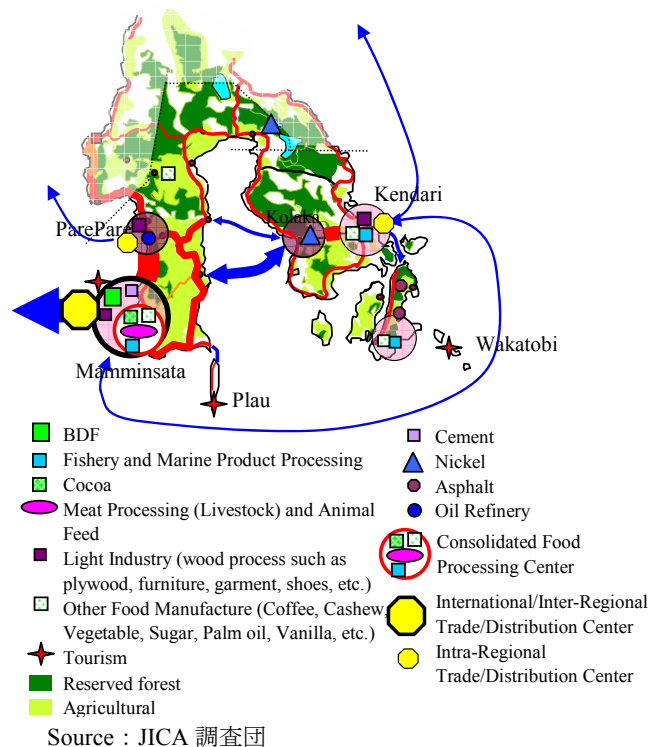 Kendari
ParePare
Kolaka
Wakatobi
Mamminsata
Plau
BDF
Fishery and Marine Product Processing
Cocoa
Meat Processing (Livestock) and Animal
Feed
Light Industry (wood process such as
plywood, furniture, garment, shoes, etc.)
Other Food Manufacture (Coffee, Cashew,
Vegetable, Sugar, Palm oil, Vanilla, etc.)
Tourism
Reserved forest
Agricultural
Cement
Nickel
Asphalt
Oil Refinery
Consolidated Food
Processing Center
International/Inter-Regional
Trade/Distribution Center
Intra-Regional
Trade/Distribution Center
Source：JICA 調査団